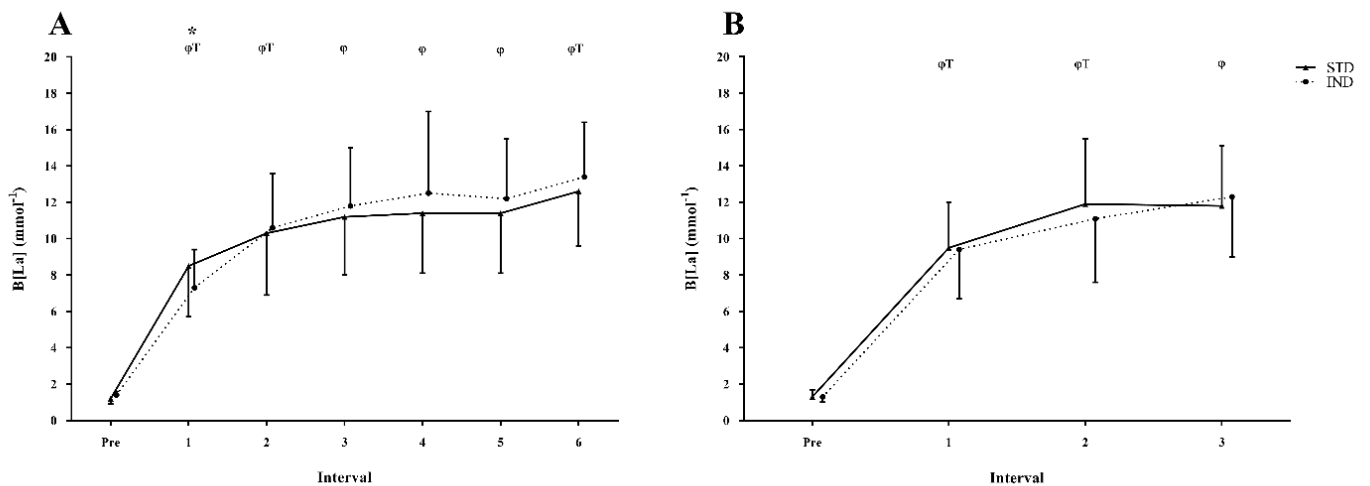 A
*
φT φT φ φ φ φT
B[La] (mmol⁻¹)
20
18
16
14
12
10
8
6
4
2
0
Pre 1 2 3 4 5 6
Interval
B
φT φT φ
STD
IND
B[La] (mmol⁻¹)
20
18
16
14
12
10
8
6
4
2
0
Pre 1 2 3
Interval